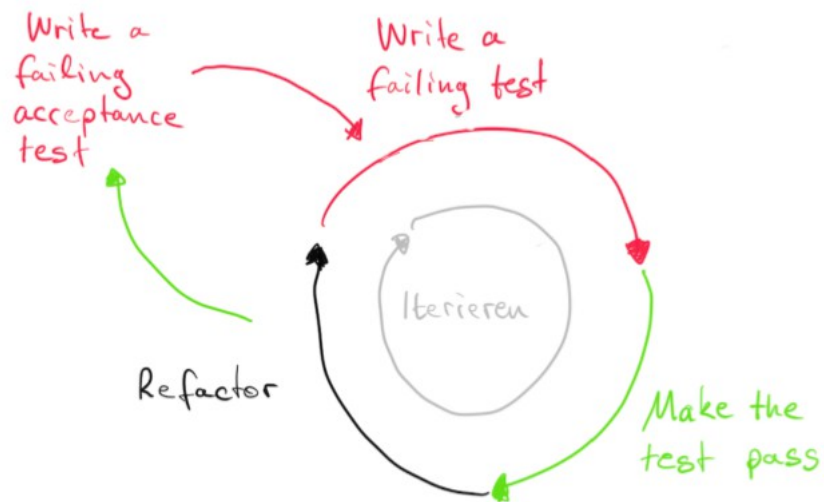 Write a
failing
acceptance
test
Write a
failing test
Iterieren
Refactor
Make the
test pass